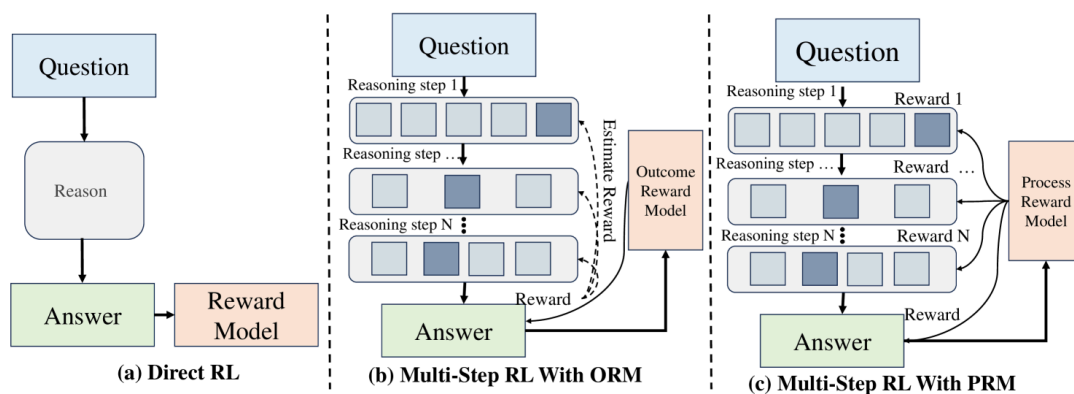 Question
Reason
Answer
Reward
Model
(a) Direct RL
Question
Reasoning step 1
Reasoning step ...
Reasoning step N
Estimate Reward
Outcome
Reward
Model
Reward
Answer
(b) Multi-Step RL With ORM
Question
Reasoning step 1
Reward 1
Reasoning step ...
Reward ...
Reasoning step N
Reward N
Process
Reward
Model
Reward
Answer
(c) Multi-Step RL With PRM